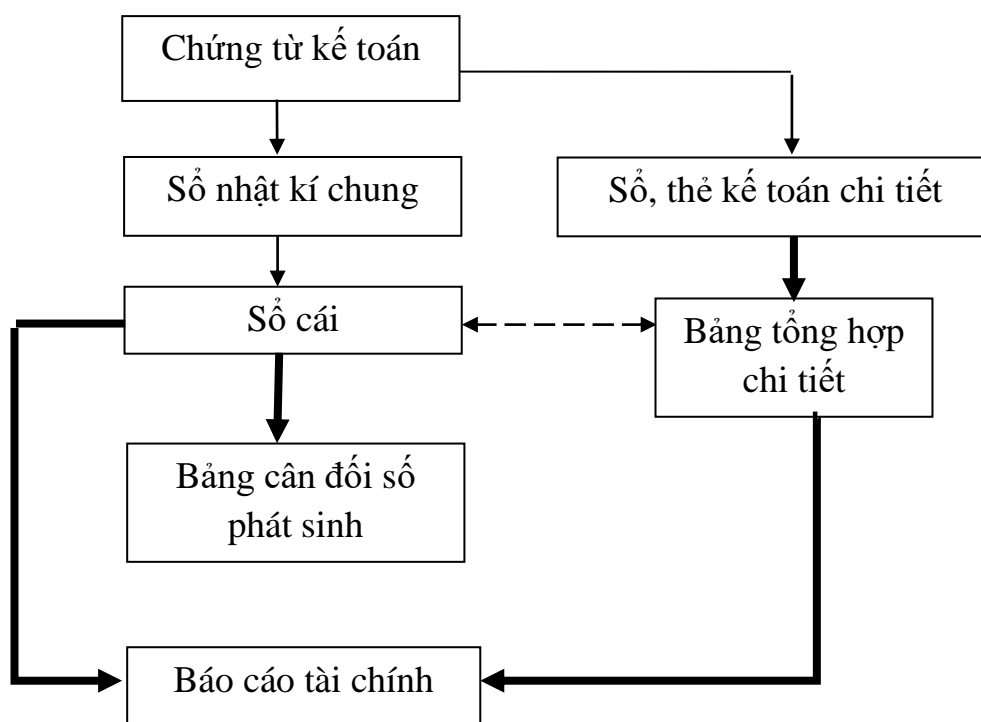 Chứng từ kế toán
Sổ nhật kí chung
Sổ, thẻ kế toán chi tiết
Sổ cái
Bảng tổng hợp
chi tiết
Bảng cân đối số
phát sinh
Báo cáo tài chính